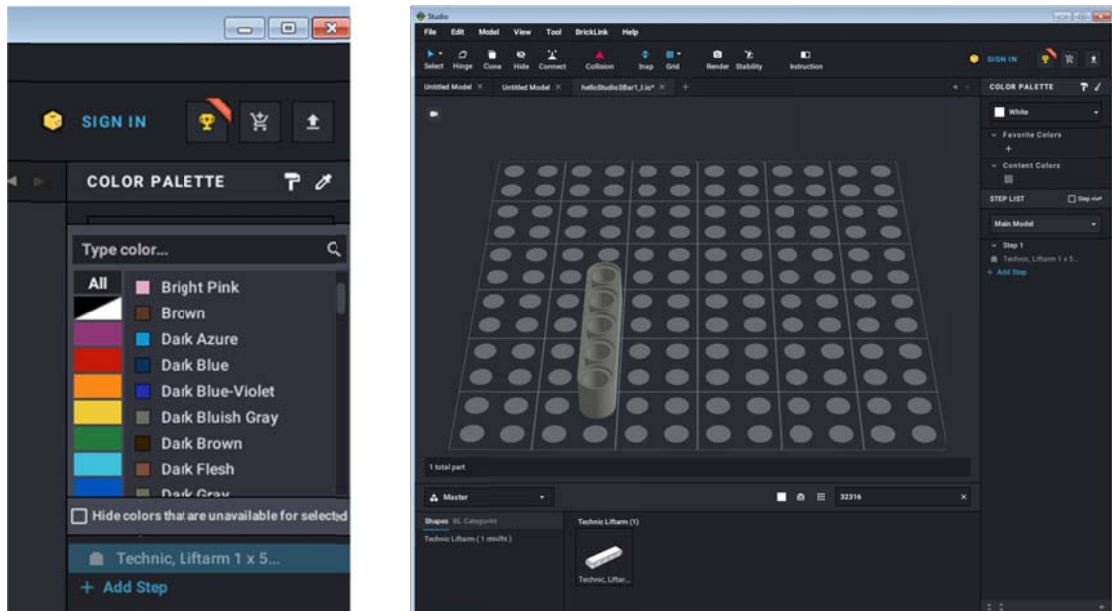 SIGN IN
COLOR PALETTE
Type color...
All
Bright Pink
Brown
Dark Azure
Dark Blue
Dark Blue-Violet
Dark Bluish Gray
Dark Brown
Dark Flesh
Dark Gray
Hide colors that are unavailable for selected
Technic, Liftarm 1 x 5...
+ Add Step
Studio
File Edit Model View Tool BrickLink Help
Select Hinge Clone Hide Connect Collision Snap Grid Render Stability Instruction
SIGN IN
Untitled Model × Untitled Model × helloStudio3Bar1_l.io* × +
COLOR PALETTE
White
Favorite Colors
+
Content Colors
STEP LIST
Main Model
Step 1
Technic, Liftarm 1 x 5...
+ Add Step
1 total part
Master
32316 ×
Shapes
Technic Liftarm (1)
Technic Liftarm ( 1
Technic, Liftar...